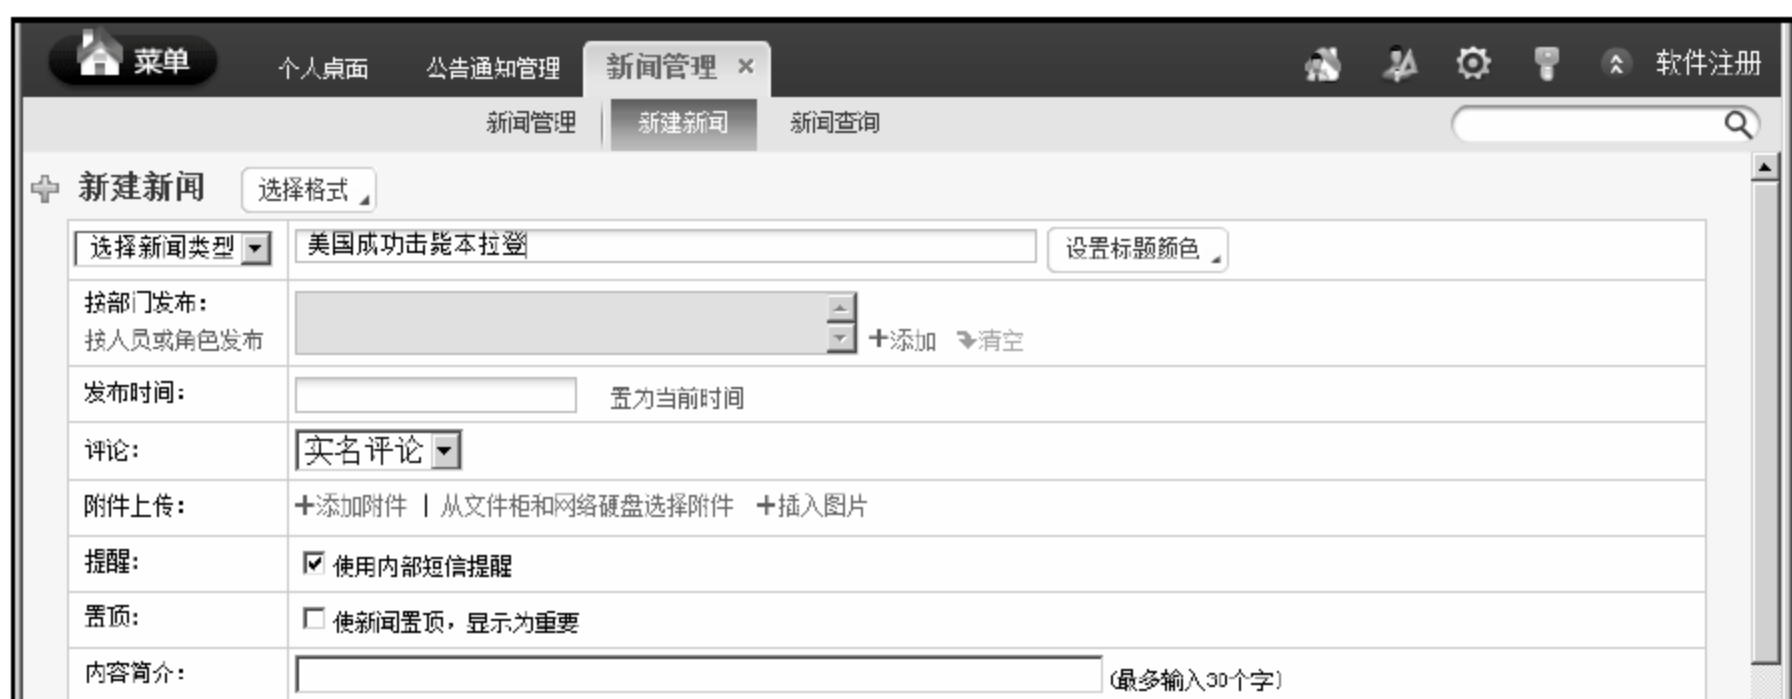 菜单 个人桌面 公告通知管理 新闻管理 × 软件注册
新闻管理 新建新闻 新闻查询
新建新闻 选择格式
选择新闻类型 美国成功击毙本拉登 设置标题颜色
按部门发布：
按人员或角色发布 +添加 清空
发布时间： 置为当前时间
评论： 实名评论
附件上传： +添加附件 | 从文件柜和网络硬盘选择附件 +插入图片
提醒： 使用内部短信提醒
置顶： 使新闻置顶，显示为重要
内容简介： (最多输入30个字)